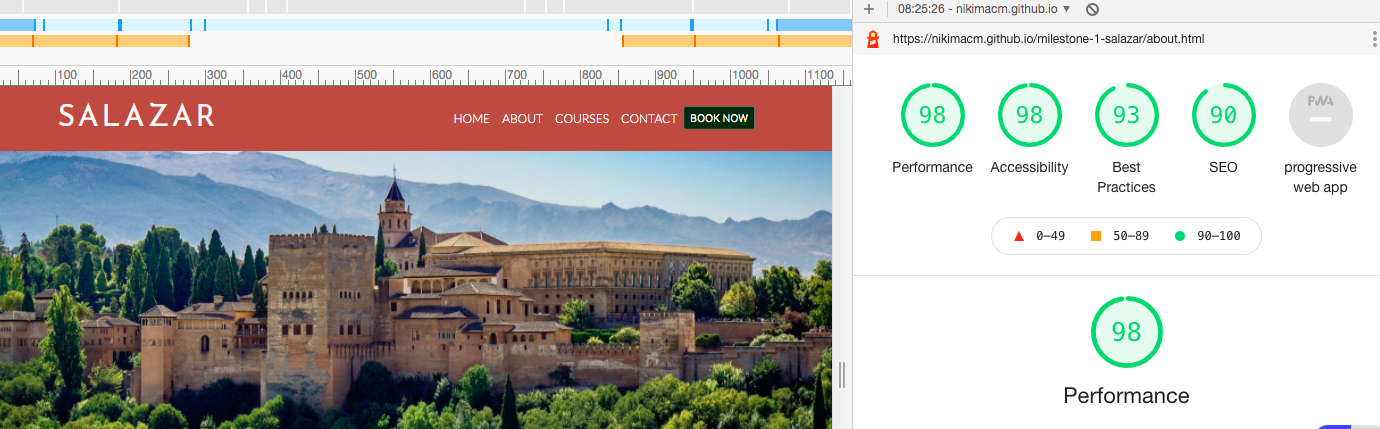 08:25:26 - nikimacm.github.io
https://nikimacm.github.io/milestone-1-salazar/about.html
100 200 300 400 500 600 700 800 900 1000 1100
SALAZAR
HOME ABOUT COURSES CONTACT BOOK NOW
98 98 93 90 PWA
Performance Accessibility Best Practices SEO progressive web app
0–49 50–89 90–100
98
Performance